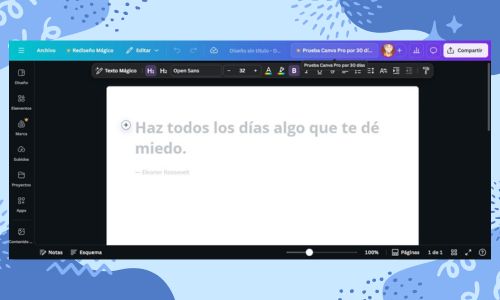 Archivo Rediseño Mágico Editar Diseño sin título - D... Prueba Canva Pro por 30 dí... Compartir
Prueba Canva Pro por 30 días
Texto Mágico H1 H2 Open Sans − 32 + A B
Diseño
Elementos
Marca
Subidos
Proyectos
Apps
Contenido...
Haz todos los días algo que te dé
miedo.
— Eleanor Roosevelt
Notas Esquema 100% Páginas 1 de 1